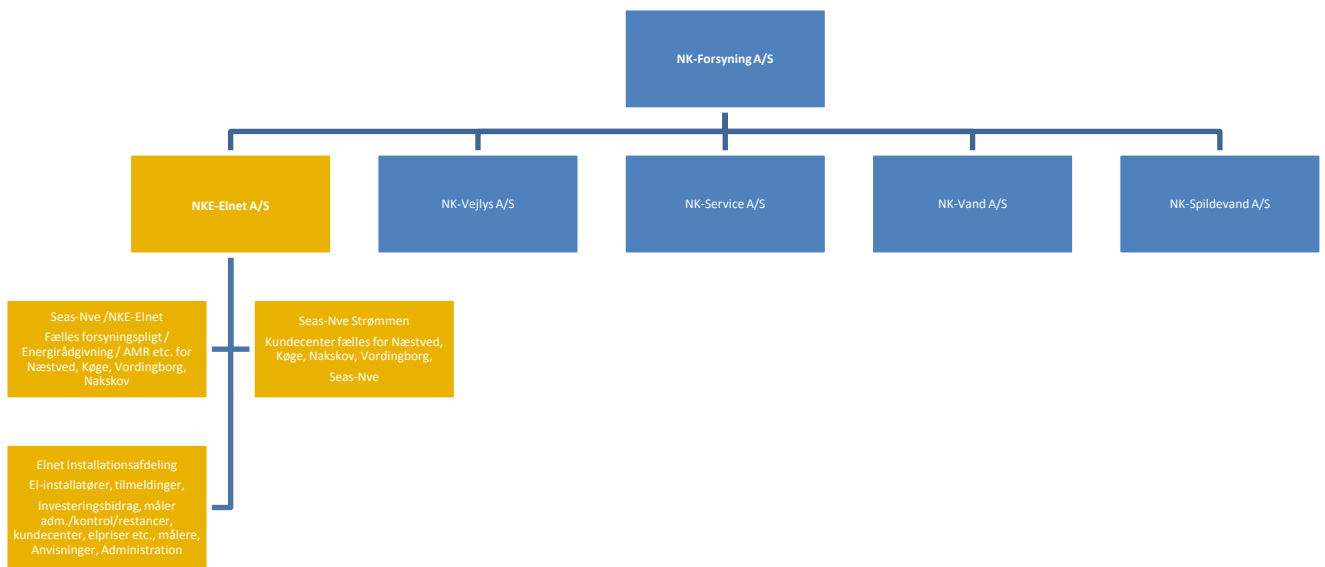 NK-Forsyning A/S
NKE-Elnet A/S
NK-Vejlys A/S
NK-Service A/S
NK-Vand A/S
NK-Spildevand A/S
Seas-Nve /NKE-Elnet
Fælles forsyningspligt /
Energirådgivning / AMR etc. for
Næstved, Køge, Vordingborg,
Nakskov
Seas-Nve Strømmen
Kundecenter fælles for Næstved,
Køge, Nakskov, Vordingborg,
Seas-Nve
Elnet Installationsafdeling
El-installatører, tilmeldinger,
Investeringsbidrag, måler
adm./kontrol/restancer,
kundecenter, elpriser etc., målere,
Anvisninger, Administration